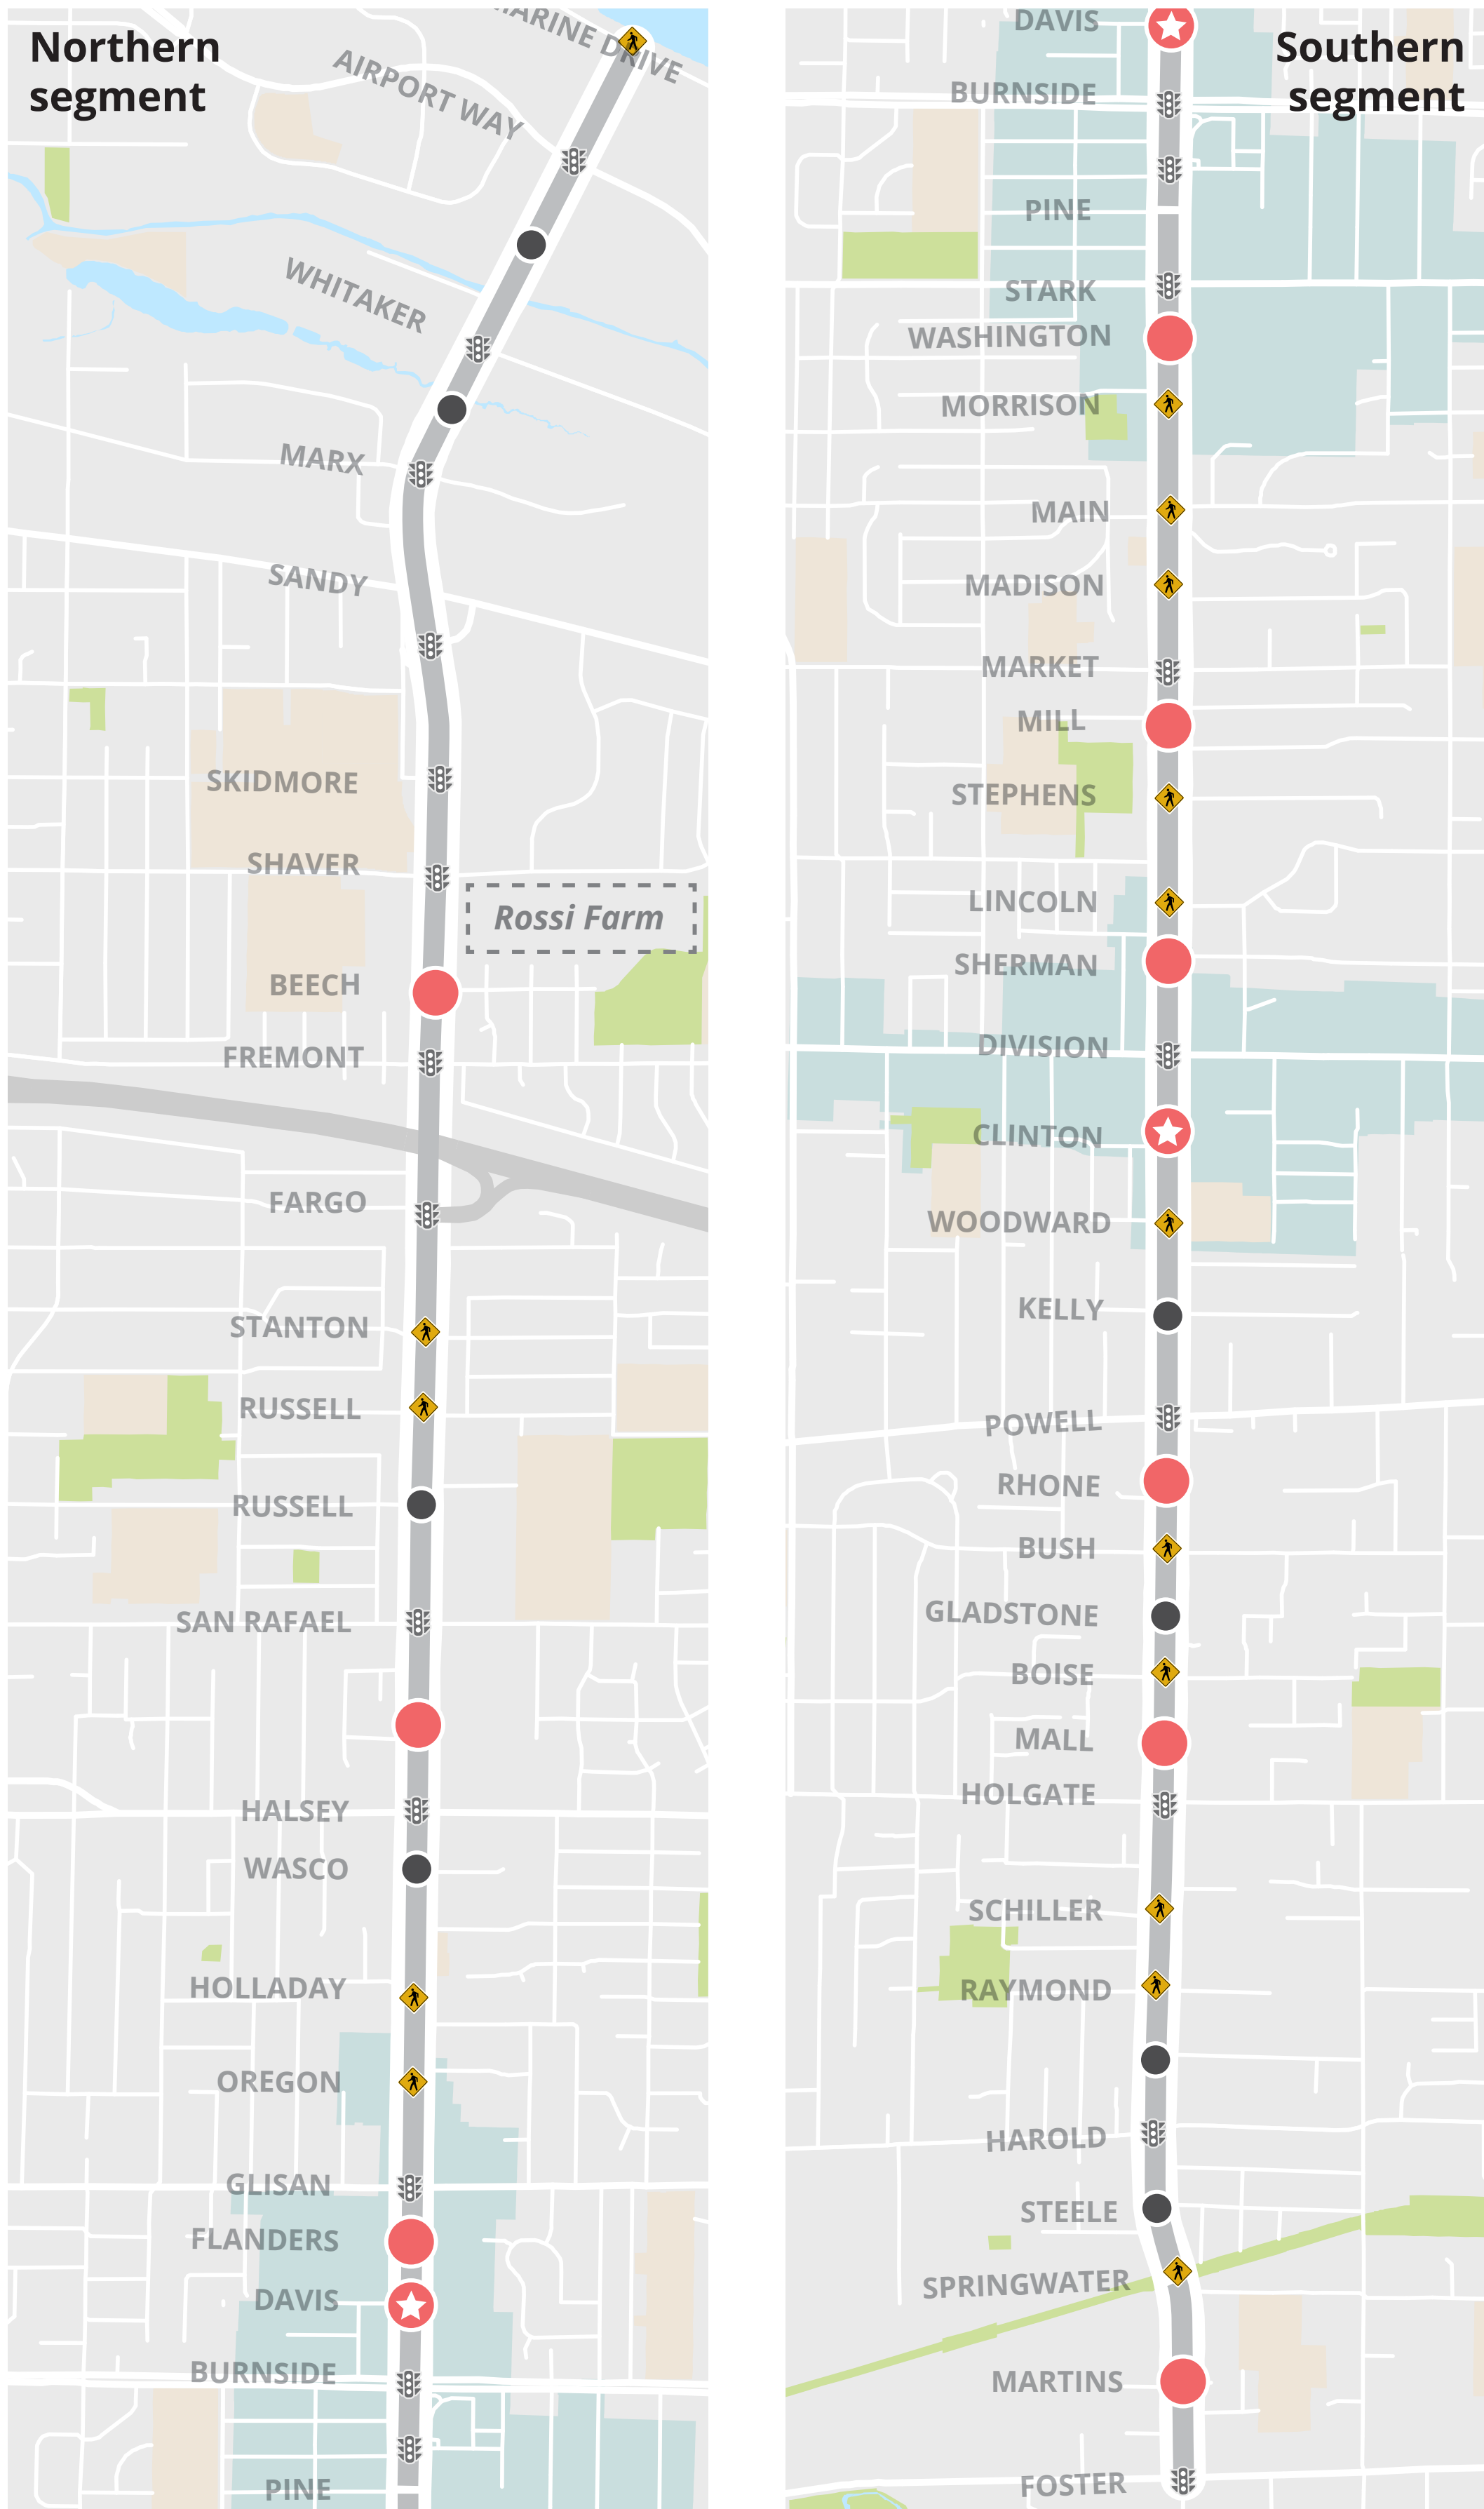 Northern
segment
MARINE DRIVE
AIRPORT WAY
WHITAKER
MARX
SANDY
SKIDMORE
SHAVER
Rossi Farm
BEECH
FREMONT
FARGO
STANTON
RUSSELL
RUSSELL
SAN RAFAEL
HALSEY
WASCO
HOLLADAY
OREGON
GLISAN
FLANDERS
DAVIS
BURNSIDE
PINE
Southern
segment
DAVIS
BURNSIDE
PINE
STARK
WASHINGTON
MORRISON
MAIN
MADISON
MARKET
MILL
STEPHENS
LINCOLN
SHERMAN
DIVISION
CLINTON
WOODWARD
KELLY
POWELL
RHONE
BUSH
GLADSTONE
BOISE
MALL
HOLGATE
SCHILLER
RAYMOND
HAROLD
STEELE
SPRINGWATER
MARTINS
FOSTER